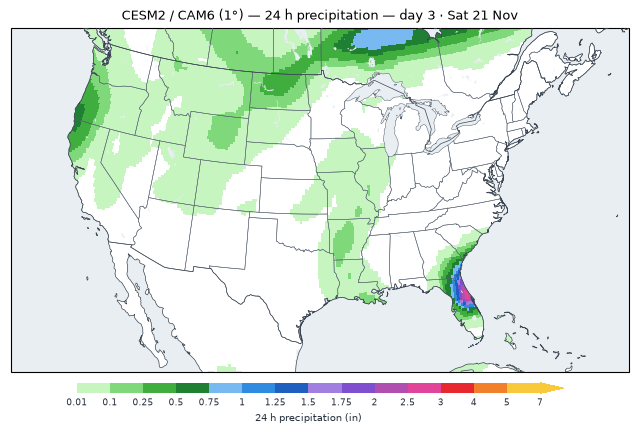 CESM2 / CAM6 (1°) — 24 h precipitation — day 3 · Sat 21 Nov
0.01 0.1 0.25 0.5 0.75 1 1.25 1.5 1.75 2 2.5 3 4 5 7
24 h precipitation (in)